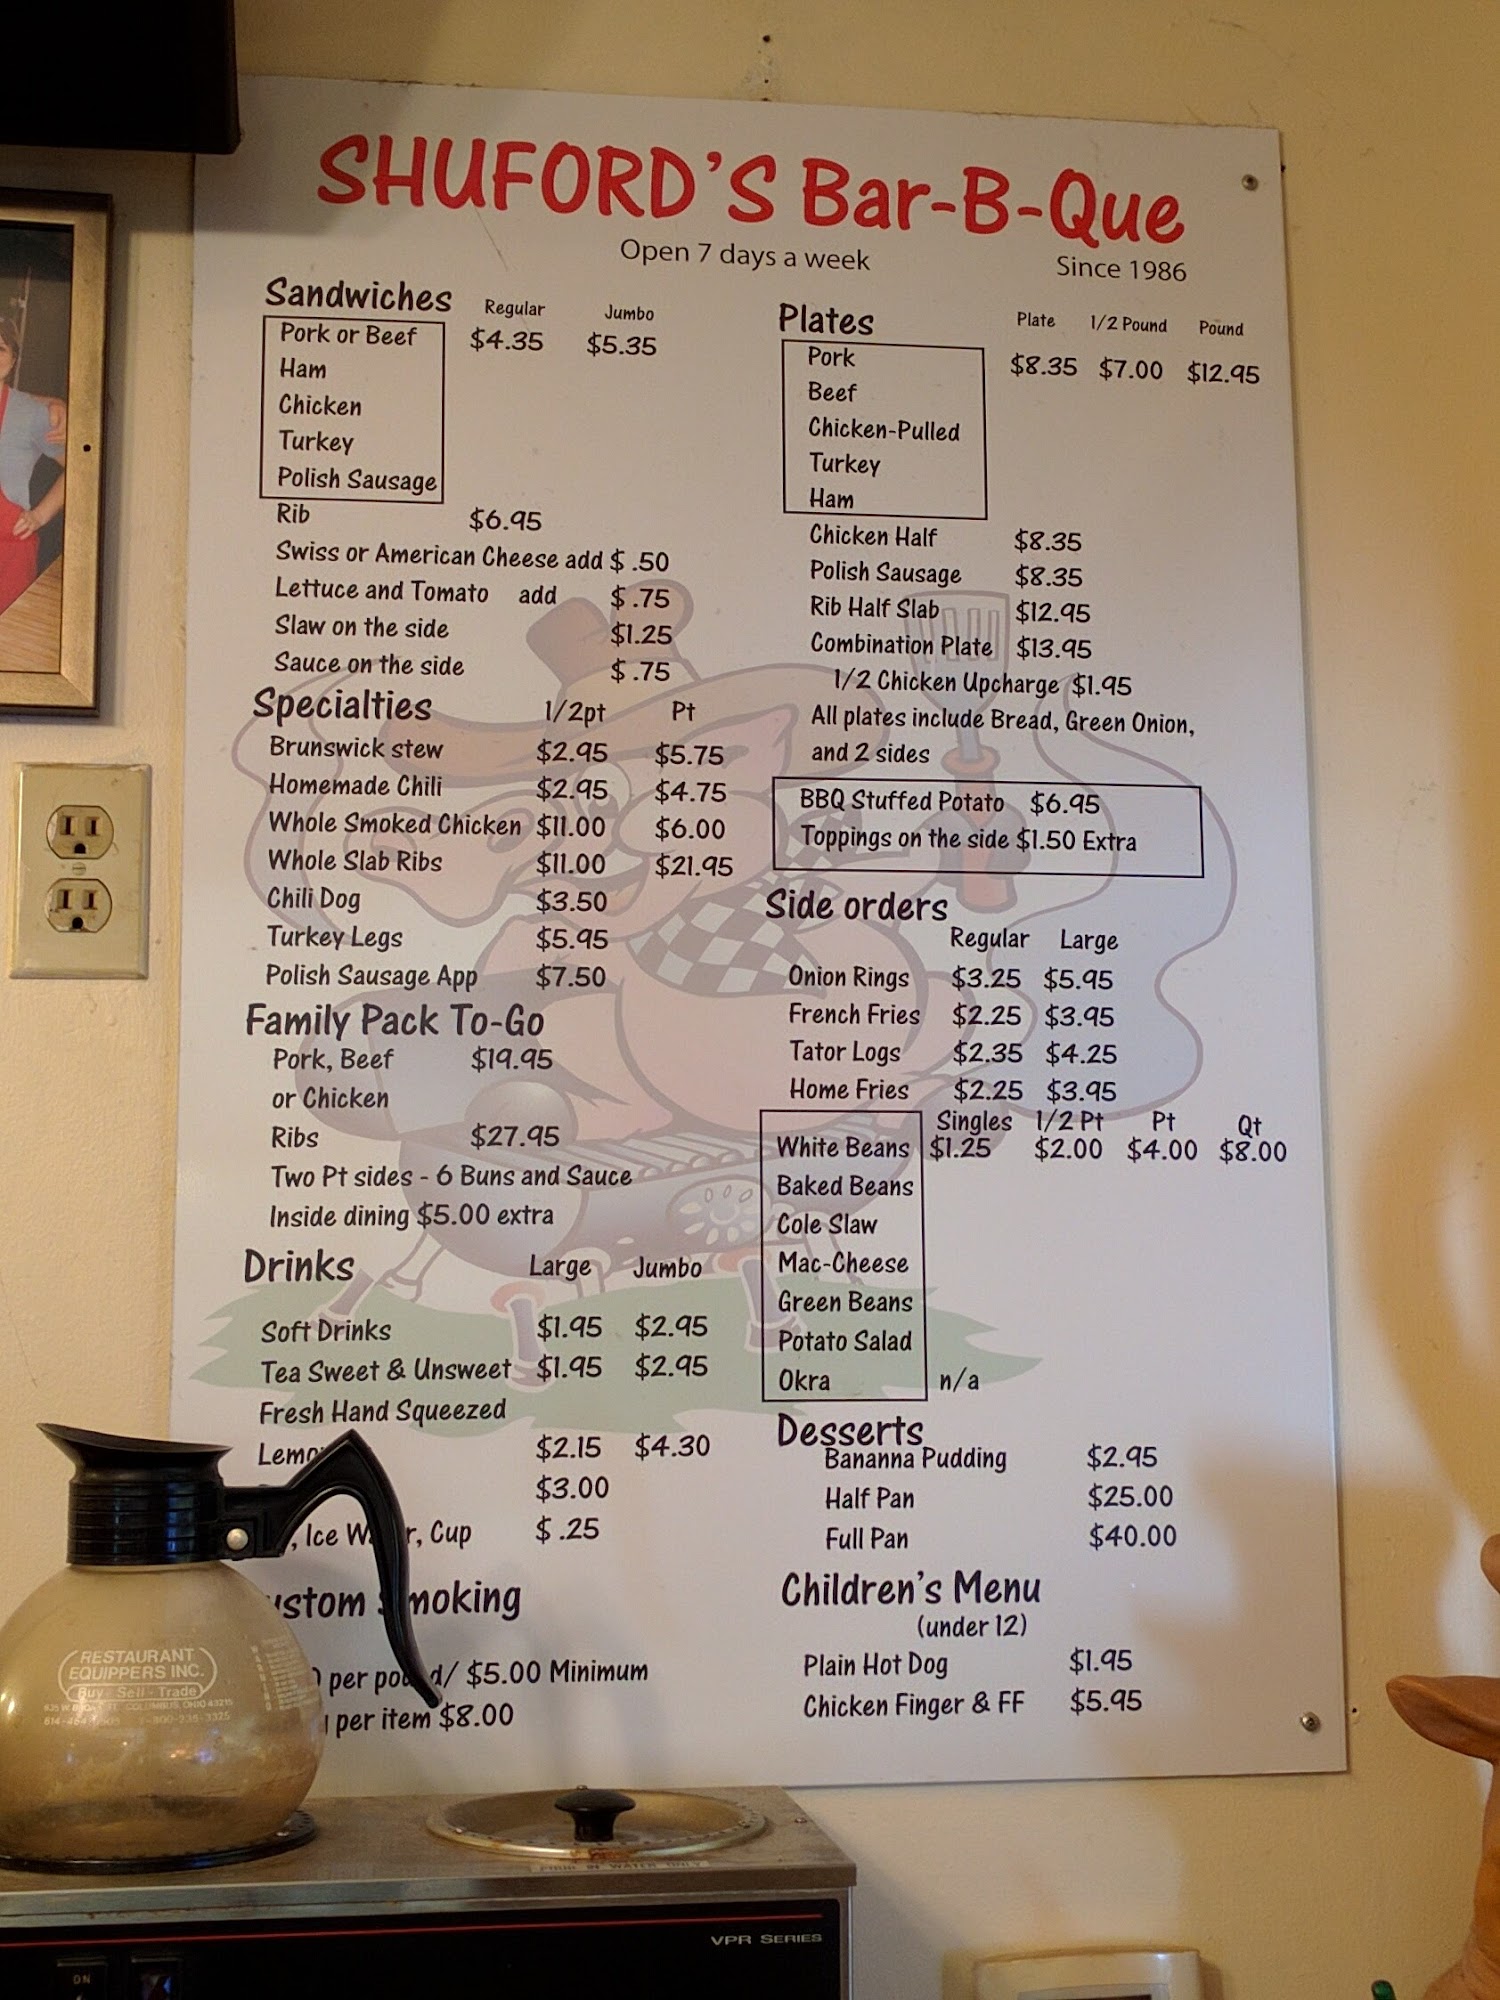 SHUFORD'S Bar-B-Que
Open 7 days a week Since 1986
Sandwiches Regular Jumbo
Pork or Beef $4.35 $5.35
Ham
Chicken
Turkey
Polish Sausage
Rib $6.95
Swiss or American Cheese add $ .50
Lettuce and Tomato add $ .75
Slaw on the side $1.25
Sauce on the side $ .75
Specialties 1/2pt Pt
Brunswick stew $2.95 $5.75
Homemade Chili $2.95 $4.75
Whole Smoked Chicken $11.00 $6.00
Whole Slab Ribs $11.00 $21.95
Chili Dog $3.50
Turkey Legs $5.95
Polish Sausage App $7.50
Family Pack To-Go
Pork, Beef $19.95
or Chicken
Ribs $27.95
Two Pt sides - 6 Buns and Sauce
Inside dining $5.00 extra
Drinks Large Jumbo
Soft Drinks $1.95 $2.95
Tea Sweet & Unsweet $1.95 $2.95
Fresh Hand Squeezed
$2.15 $4.30
$3.00
Ice Cup $ .25
Smoking
per pound/ $5.00 Minimum
per item $8.00
Plates Plate 1/2 Pound Pound
Pork $8.35 $7.00 $12.95
Beef
Chicken-Pulled
Turkey
Ham
Chicken Half $8.35
Polish Sausage $8.35
Rib Half Slab $12.95
Combination Plate $13.95
1/2 Chicken Upcharge $1.95
All plates include Bread, Green Onion,
and 2 sides
BBQ Stuffed Potato $6.95
Toppings on the side $1.50 Extra
Side orders
Regular Large
Onion Rings $3.25 $5.95
French Fries $2.25 $3.95
Tator Logs $2.35 $4.25
Home Fries $2.25 $3.95
Singles 1/2 Pt Pt Qt
White Beans $1.25 $2.00 $4.00 $8.00
Baked Beans
Cole Slaw
Mac-Cheese
Green Beans
Potato Salad
Okra n/a
Desserts
Bananna Pudding $2.95
Half Pan $25.00
Full Pan $40.00
Children's Menu
(under 12)
Plain Hot Dog $1.95
Chicken Finger & FF $5.95
RESTAURANT
EQUIPPERS INC.
Buy - Sell - Trade
POUR IN WATER ONLY
VPR SERIES
ON